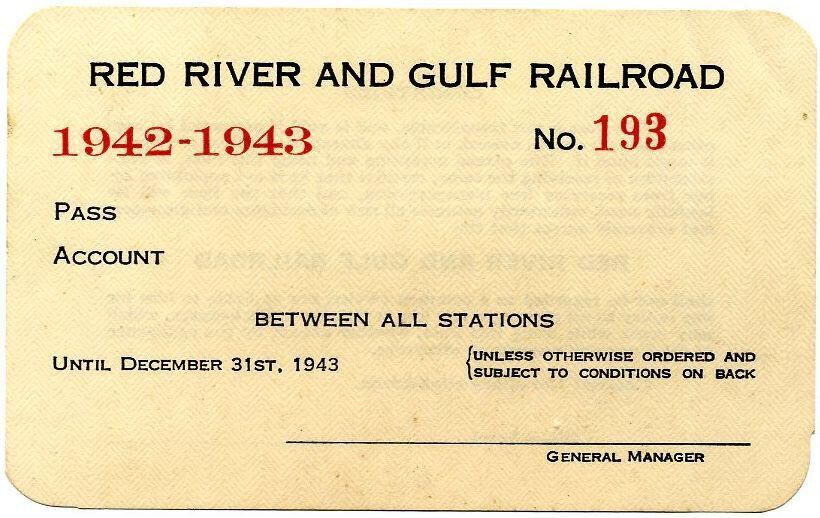 RED RIVER AND GULF RAILROAD
1942-1943 No. 193
PASS
ACCOUNT
BETWEEN ALL STATIONS
UNTIL DECEMBER 31ST, 1943 {UNLESS OTHERWISE ORDERED AND
SUBJECT TO CONDITIONS ON BACK
GENERAL MANAGER